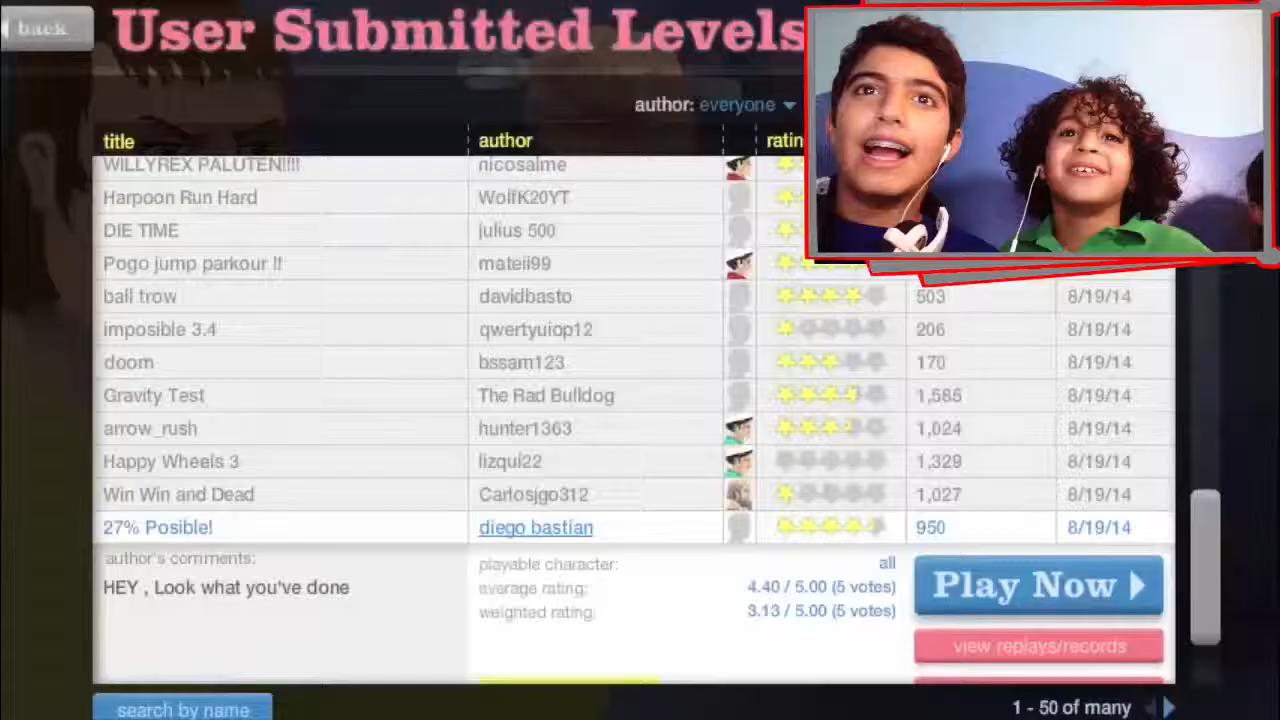 back
User Submitted Levels
author: everyone
title author ratin
WILLYREX PALUTEN!!!! nicosalme
Harpoon Run Hard WolfK20YT
DIE TIME julius 500
Pogo jump parkour !! mateii99
ball trow davidbasto 503 8/19/14
imposible 3.4 qwertyuiop12 206 8/19/14
doom bssam123 170 8/19/14
Gravity Test The Rad Bulldog 1,585 8/19/14
arrow_rush hunter1363 1,024 8/19/14
Happy Wheels 3 lizqui22 1,329 8/19/14
Win Win and Dead Carlosjgo312 1,027 8/19/14
27% Posible! diego bastian 950 8/19/14
author's comments:
HEY , Look what you've done
playable character: all
average rating: 4.40 / 5.00 (5 votes)
weighted rating: 3.13 / 5.00 (5 votes)
Play Now
view replays/records
search by name
1 - 50 of many